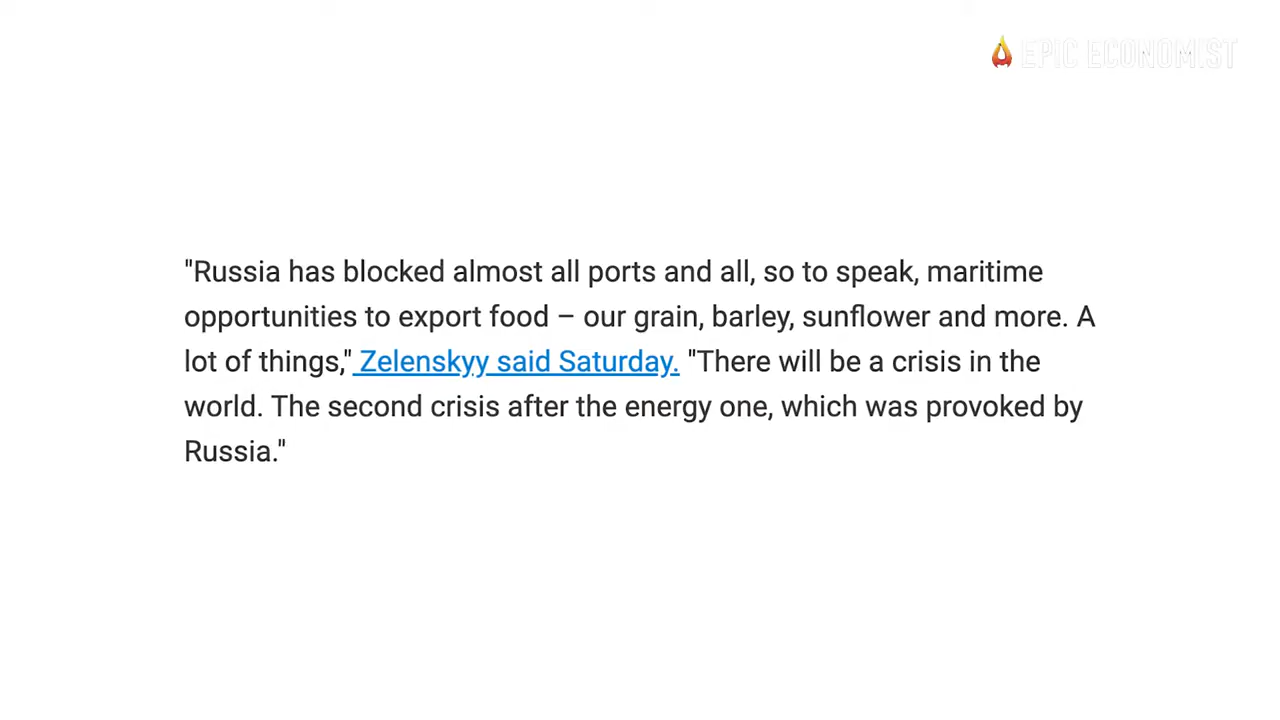 EPIC ECONOMIST
"Russia has blocked almost all ports and all, so to speak, maritime
opportunities to export food – our grain, barley, sunflower and more. A
lot of things," Zelenskyy said Saturday. "There will be a crisis in the
world. The second crisis after the energy one, which was provoked by
Russia."